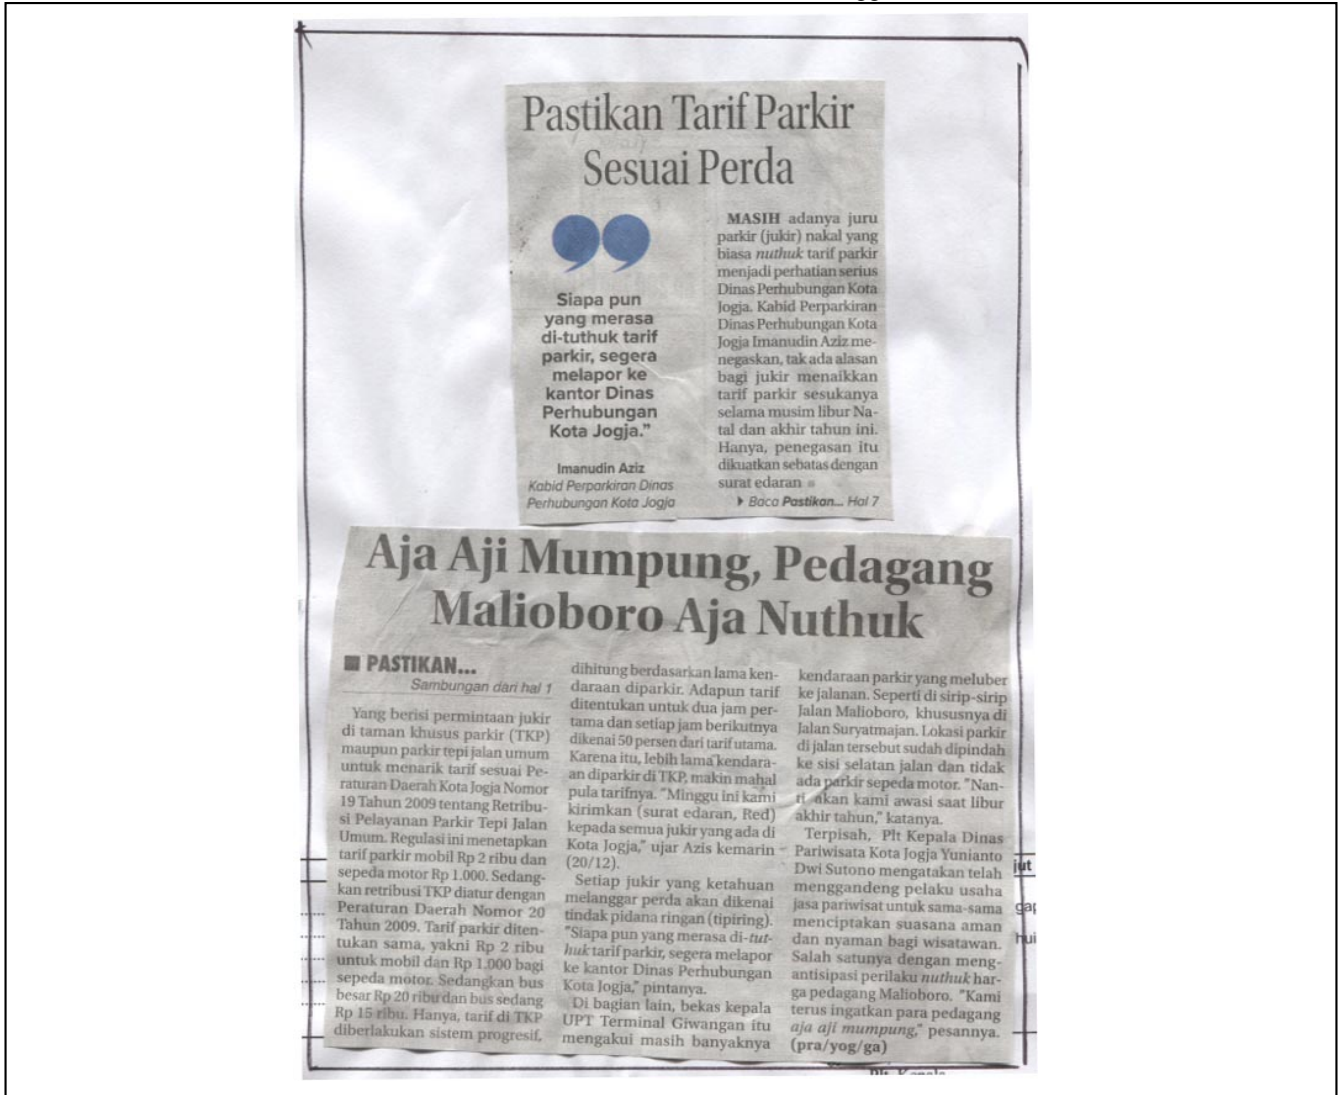 Pastikan Tarif Parkir
Sesuai Perda
Siapa pun
yang merasa
di-tuthuk tarif
parkir, segera
melapor ke
kantor Dinas
Perhubungan
Kota Jogja.”
Imanudin Aziz
Kabid Perparkiran Dinas
Perhubungan Kota Jogja
MASIH adanya juru
parkir (jukir) nakal yang
biasa nuthuk tarif parkir
menjadi perhatian serius
Dinas Perhubungan Kota
Jogja. Kabid Perparkiran
Dinas Perhubungan Kota
Jogja Imanudin Aziz me-
negaskan, tak ada alasan
bagi jukir menaikkan
tarif parkir sesukanya
selama musim libur Na-
tal dan akhir tahun ini.
Hanya, penegasan itu
dikuatkan sebatas dengan
surat edaran
Baca Pastikan... Hal 7
Aja Aji Mumpung, Pedagang
Malioboro Aja Nuthuk
PASTIKAN...
Sambungan dari hal 1
Yang berisi permintaan jukir
di taman khusus parkir (TKP)
maupun parkir tepi jalan umum
untuk menarik tarif sesuai Pe-
raturan Daerah Kota Jogja Nomor
19 Tahun 2009 tentang Retribu-
si Pelayanan Parkir Tepi Jalan
Umum. Regulasi ini menetapkan
tarif parkir mobil Rp 2 ribu dan
sepeda motor Rp 1.000. Sedang-
kan retribusi TKP diatur dengan
Peraturan Daerah Nomor 20
Tahun 2009. Tarif parkir diten-
tukan sama, yakni Rp 2 ribu
untuk mobil dan Rp 1.000 bagi
sepeda motor. Sedangkan bus
besar Rp 20 ribu dan bus sedang
Rp 15 ribu. Hanya, tarif di TKP
diberlakukan sistem progresif,
dihitung berdasarkan lama ken-
daraan diparkir. Adapun tarif
ditentukan untuk dua jam per-
tama dan setiap jam berikutnya
dikenai 50 persen dari tarif utama.
Karena itu, lebih lama kendara-
an diparkir di TKP, makin mahal
pula tarifnya. ”Minggu ini kami
kirimkan (surat edaran, Red)
kepada semua jukir yang ada di
Kota Jogja,” ujar Azis kemarin
(20/12).
Setiap jukir yang ketahuan
melanggar perda akan dikenai
tindak pidana ringan (tipiring).
”Siapa pun yang merasa di-tut-
huk tarif parkir, segera melapor
ke kantor Dinas Perhubungan
Kota Jogja,” pintanya.
Di bagian lain, bekas kepala
UPT Terminal Giwangan itu
mengakui masih banyaknya
kendaraan parkir yang meluber
ke jalanan. Seperti di sirip-sirip
Jalan Malioboro, khususnya di
Jalan Suryatmajan. Lokasi parkir
di jalan tersebut sudah dipindah
ke sisi selatan jalan dan tidak
ada parkir sepeda motor. ”Nan-
ti akan kami awasi saat libur
akhir tahun,” katanya.
Terpisah, Plt Kepala Dinas
Pariwisata Kota Jogja Yunianto
Dwi Sutono mengatakan telah
menggandeng pelaku usaha
jasa pariwisat untuk sama-sama
menciptakan suasana aman
dan nyaman bagi wisatawan.
Salah satunya dengan meng-
antisipasi perilaku nuthuk har-
ga pedagang Malioboro. ”Kami
terus ingatkan para pedagang
aja aji mumpung,” pesannya.
(pra/yog/ga)
jut
gap
hui